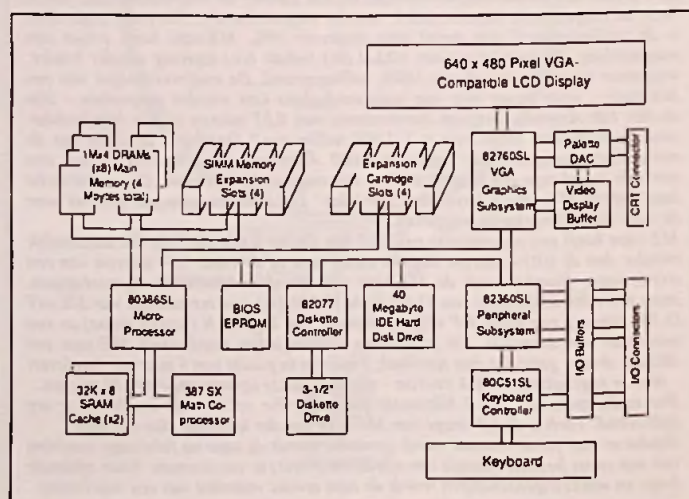 640 x 480 Pixel VGA-
Compatible LCD Display
1Mx4 DRAMs
(x8) Main
Memory (4
Mbytes total)
SIMM Memory
Expansion
Slots (4)
Expansion
Cartridge
Slots (4)
82760SL
VGA
Graphics
Subsystem
Palette
DAC
Video
Display
Buffer
CRT Connector
80386SL
Micro-
Processor
BIOS
EPROM
82077
Diskette
Controller
40
Megabyte
IDE Hard
Disk Drive
82360SL
Peripheral
Subsystem
32K x 8
SRAM
Cache (x2)
387 SX
Math Co-
processor
3-1/2"
Diskette
Drive
80C51SL
Keyboard
Controller
I/O Buffers
I/O Connectors
Keyboard